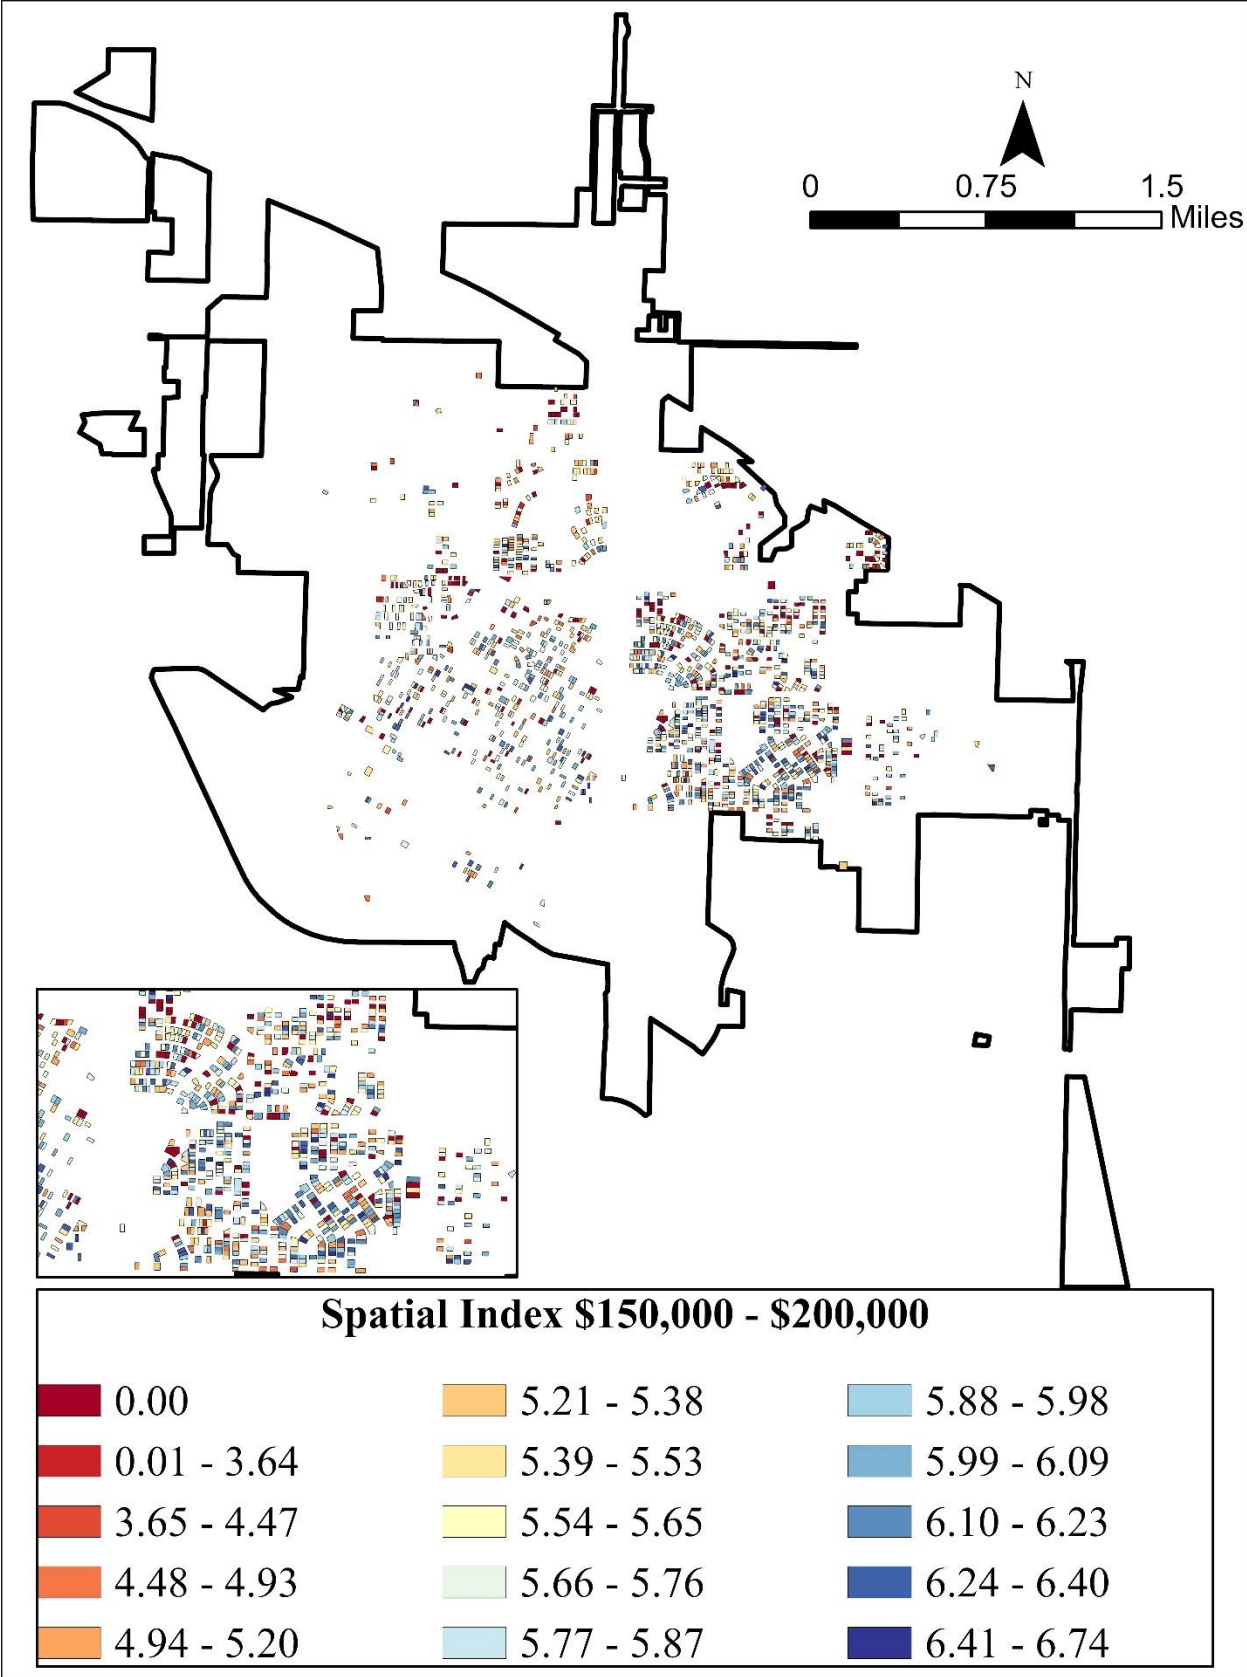 N
0 0.75 1.5
Miles
Spatial Index $150,000 - $200,000
0.00 5.21 - 5.38 5.88 - 5.98
0.01 - 3.64 5.39 - 5.53 5.99 - 6.09
3.65 - 4.47 5.54 - 5.65 6.10 - 6.23
4.48 - 4.93 5.66 - 5.76 6.24 - 6.40
4.94 - 5.20 5.77 - 5.87 6.41 - 6.74